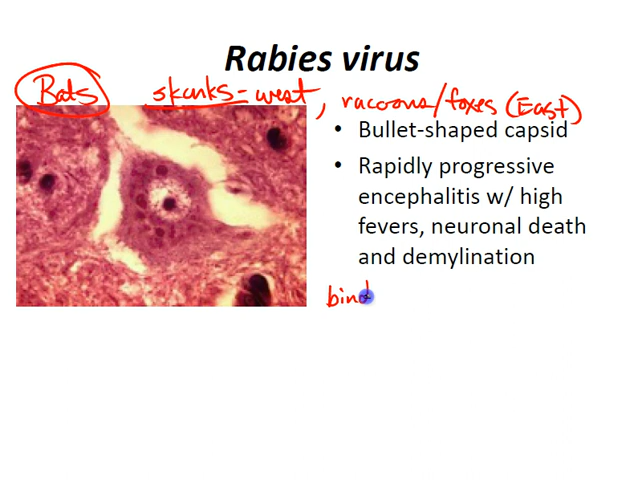 Rabies virus
Bats skunks = west, racoons/foxes (East)
• Bullet-shaped capsid
• Rapidly progressive
encephalitis w/ high
fevers, neuronal death
and demylination
bind